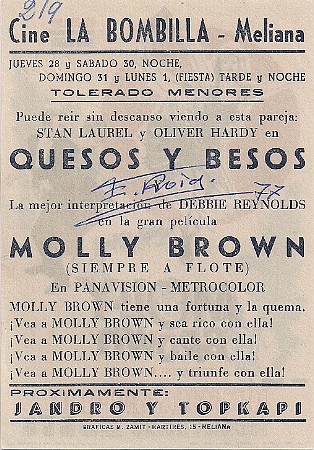 219
Cine LA BOMBILLA - Meliana
JUEVES 28 y SABADO 30, NOCHE,
DOMINGO 31 y LUNES 1, (FIESTA) TARDE y NOCHE
TOLERADO MENORES
Puede reir sin descanso viendo a esta pareja:
STAN LAUREL y OLIVER HARDY en
QUESOS Y BESOS
La mejor interpretación de DEBBIE REYNOLDS
en la gran película
MOLLY BROWN
(SIEMPRE A FLOTE)
En PANAVISION - METROCOLOR
MOLLY BROWN tiene una fortuna y la quema.
¡Vea a MOLLY BROWN y sea rico con ella!
¡Vea a MOLLY BROWN y cante con ella!
¡Vea a MOLLY BROWN y baile con ella!
¡Vea a MOLLY BROWN.... y triunfe con ella!
PROXIMAMENTE:
JANDRO Y TOPKAPI
GRAFICAS M. ZAMIT - MARTIRES, 15 - MELIANA